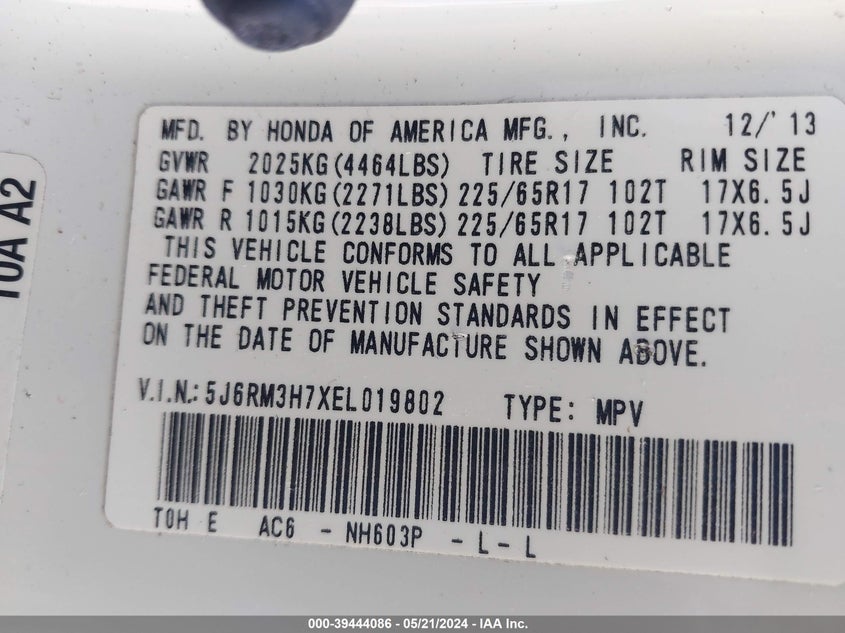 MFD. BY HONDA OF AMERICA MFG., INC. 12/'13
GVWR 2025KG(4464LBS) TIRE SIZE RIM SIZE
GAWR F 1030KG(2271LBS) 225/65R17 102T 17X6.5J
GAWR R 1015KG(2238LBS) 225/65R17 102T 17X6.5J
THIS VEHICLE CONFORMS TO ALL APPLICABLE
FEDERAL MOTOR VEHICLE SAFETY
AND THEFT PREVENTION STANDARDS IN EFFECT
ON THE DATE OF MANUFACTURE SHOWN ABOVE.
V.I.N.: 5J6RM3H7XEL019802 TYPE: MPV
T0H E AC6 - NH603P - L - L
A2
000-39444086 - 05/21/2024 - IAA Inc.